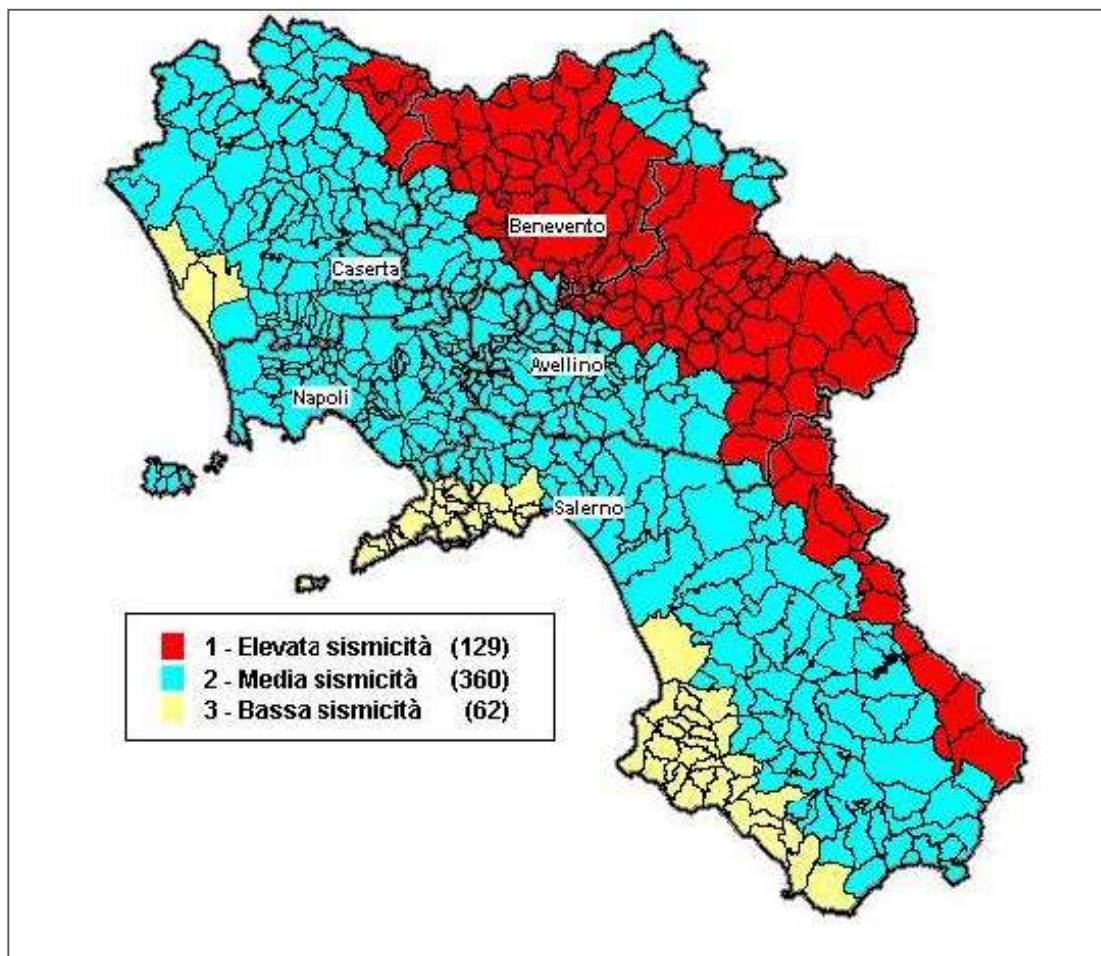 Benevento
Caserta
Avellino
Napoli
Salerno
1 - Elevata sismicità (129)
2 - Media sismicità (360)
3 - Bassa sismicità (62)